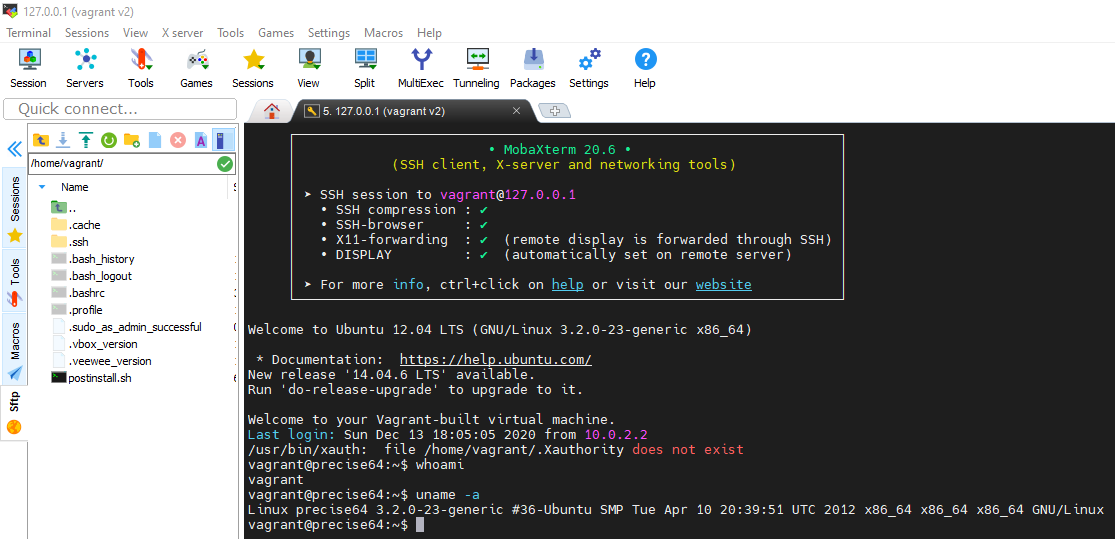 127.0.0.1 (vagrant v2)
Terminal Sessions View X server Tools Games Settings Macros Help
Session Servers Tools Games Sessions View Split MultiExec Tunneling Packages Settings Help
Quick connect...
5. 127.0.0.1 (vagrant v2)
/home/vagrant/
Name
..
.cache
.ssh
.bash_history
.bash_logout
.bashrc
.profile
.sudo_as_admin_successful
.vbox_version
.veewee_version
postinstall.sh
Sessions
Tools
Macros
Sftp
• MobaXterm 20.6 •
(SSH client, X-server and networking tools)
➤ SSH session to vagrant@127.0.0.1
• SSH compression : ✔
• SSH-browser : ✔
• X11-forwarding : ✔ (remote display is forwarded through SSH)
• DISPLAY : ✔ (automatically set on remote server)
➤ For more info, ctrl+click on help or visit our website
Welcome to Ubuntu 12.04 LTS (GNU/Linux 3.2.0-23-generic x86_64)
* Documentation: https://help.ubuntu.com/
New release '14.04.6 LTS' available.
Run 'do-release-upgrade' to upgrade to it.
Welcome to your Vagrant-built virtual machine.
Last login: Sun Dec 13 18:05:05 2020 from 10.0.2.2
/usr/bin/xauth: file /home/vagrant/.Xauthority does not exist
vagrant@precise64:~$ whoami
vagrant
vagrant@precise64:~$ uname -a
Linux precise64 3.2.0-23-generic #36-Ubuntu SMP Tue Apr 10 20:39:51 UTC 2012 x86_64 x86_64 x86_64 GNU/Linux
vagrant@precise64:~$